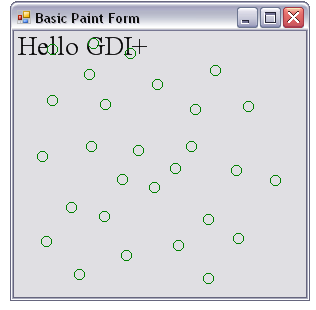 Basic Paint Form
Hello GDI+